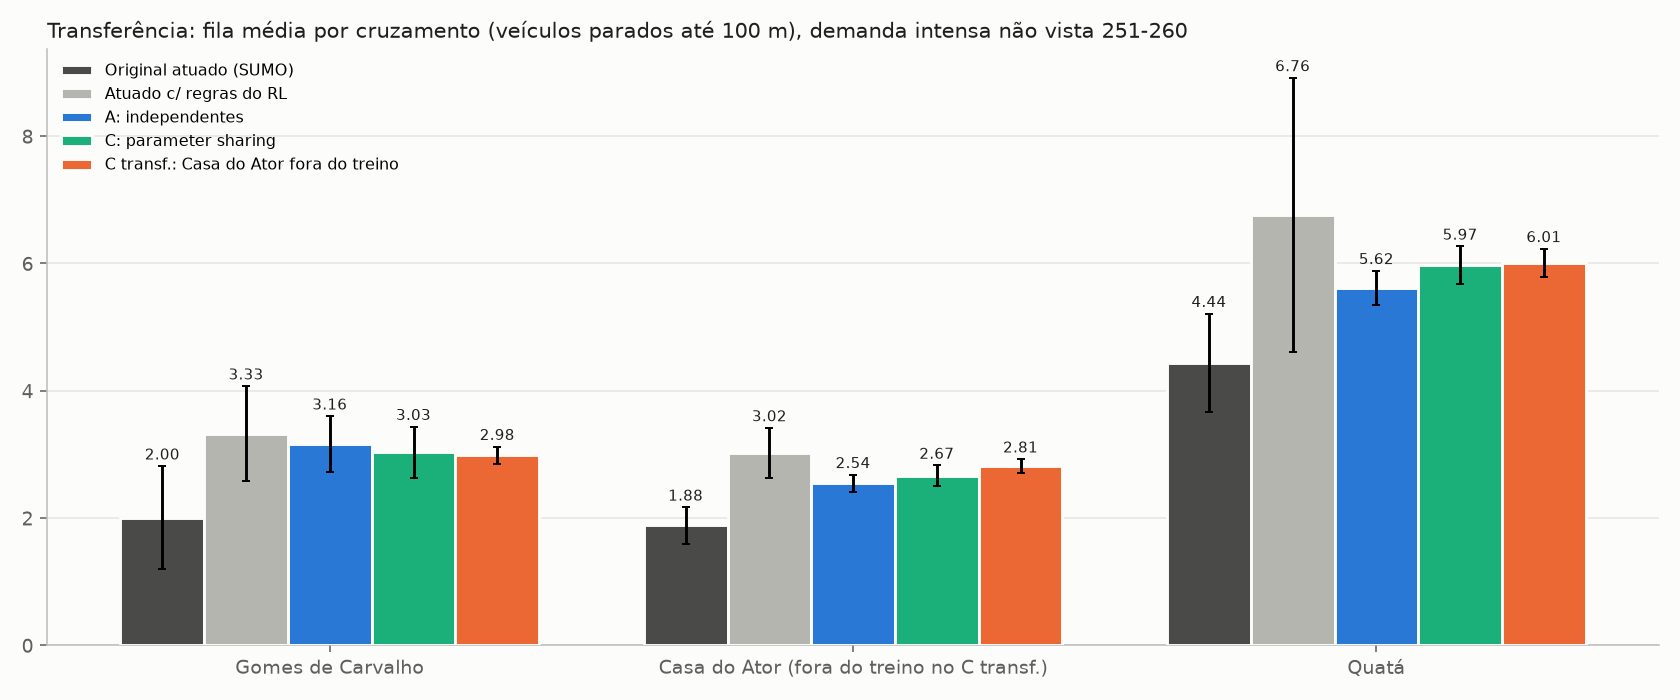 Transferência: fila média por cruzamento (veículos parados até 100 m), demanda intensa não vista 251-260
Original atuado (SUMO)
Atuado c/ regras do RL
A: independentes
C: parameter sharing
C transf.: Casa do Ator fora do treino
8
6
4
2
0
2.00
3.33
3.16
3.03
2.98
1.88
3.02
2.54
2.67
2.81
4.44
6.76
5.62
5.97
6.01
Gomes de Carvalho
Casa do Ator (fora do treino no C transf.)
Quatá